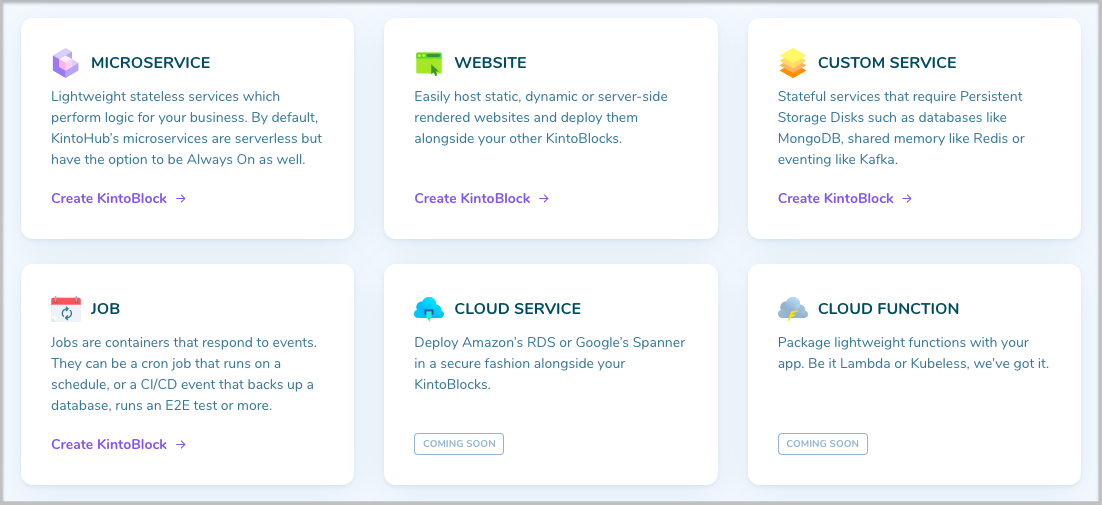 MICROSERVICE
Lightweight stateless services which
perform logic for your business. By default,
KintoHub's microservices are serverless but
have the option to be Always On as well.
Create KintoBlock →
WEBSITE
Easily host static, dynamic or server-side
rendered websites and deploy them
alongside your other KintoBlocks.
Create KintoBlock →
CUSTOM SERVICE
Stateful services that require Persistent
Storage Disks such as databases like
MongoDB, shared memory like Redis or
eventing like Kafka.
Create KintoBlock →
JOB
Jobs are containers that respond to events.
They can be a cron job that runs on a
schedule, or a CI/CD event that backs up a
database, runs an E2E test or more.
Create KintoBlock →
CLOUD SERVICE
Deploy Amazon's RDS or Google's Spanner
in a secure fashion alongside your
KintoBlocks.
COMING SOON
CLOUD FUNCTION
Package lightweight functions with your
app. Be it Lambda or Kubeless, we've got it.
COMING SOON